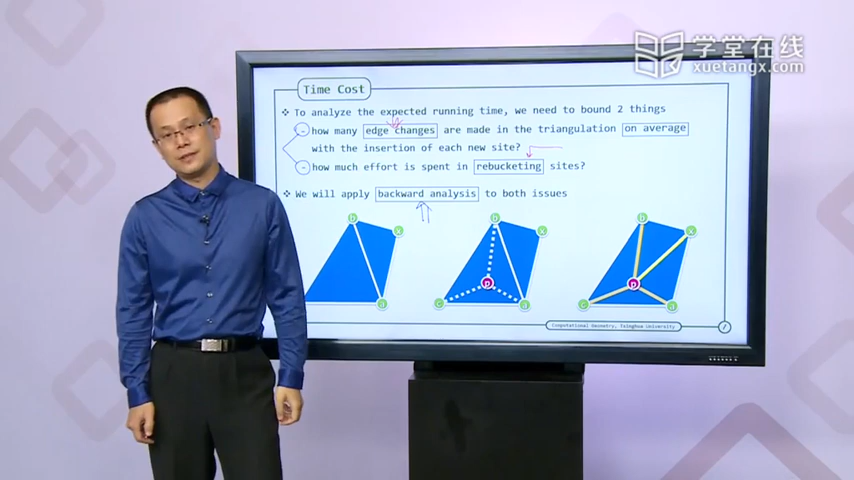 学堂在线
xuetangx.com
Time Cost
❖ To analyze the expected running time, we need to bound 2 things
- how many edge changes are made in the triangulation on average
with the insertion of each new site?
- how much effort is spent in rebucketing sites?
❖ We will apply backward analysis to both issues
b x a
b x p c a
b x p c a
Computational Geometry, Tsinghua University
7